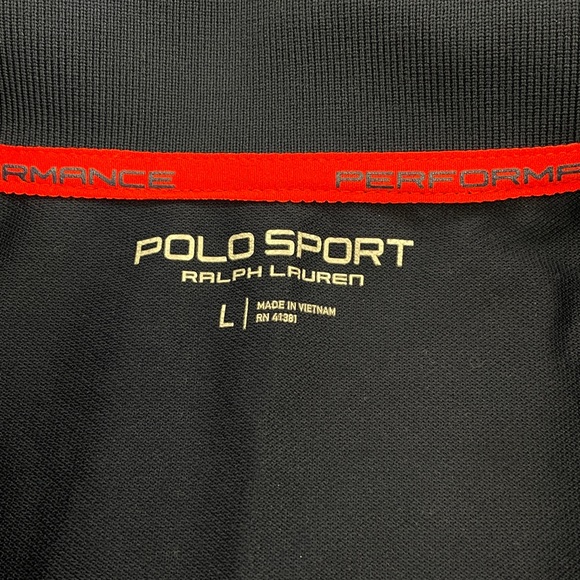 RMANCE PERFORMA
POLO SPORT
RALPH LAUREN
L
MADE IN VIETNAM
RN 41381